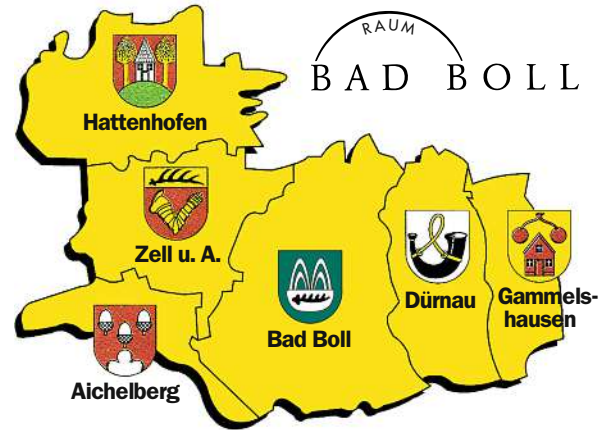 RAUM
BAD BOLL
Hattenhofen
Zell u. A.
Dürnau
Gammels-
hausen
Bad Boll
Aichelberg